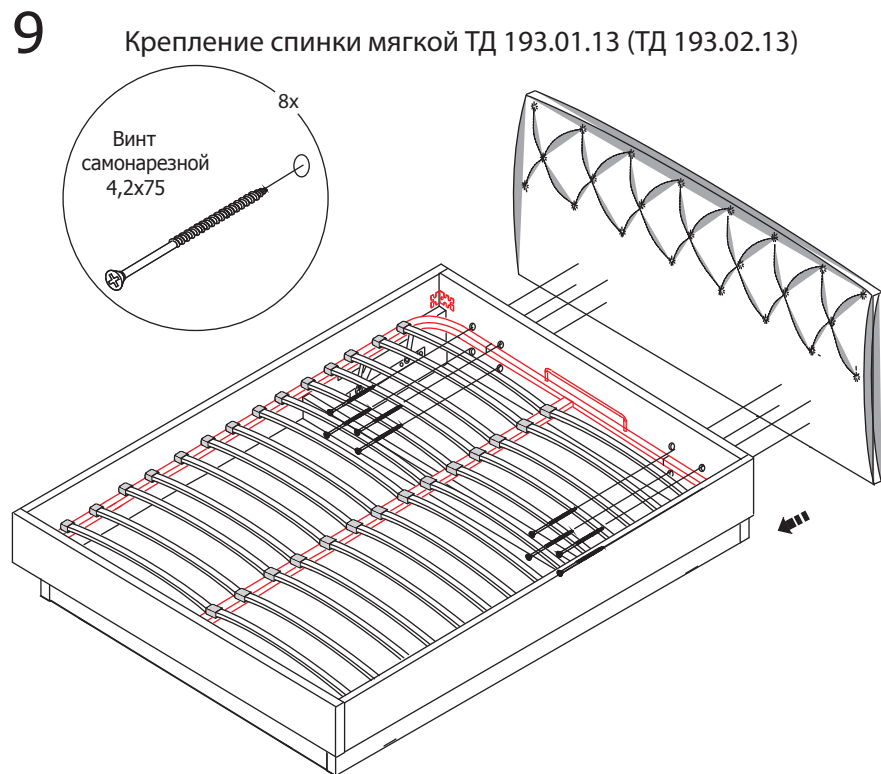 9
Крепление спинки мягкой ТД 193.01.13 (ТД 193.02.13)
8x
Винт
самонарезной
4,2x75